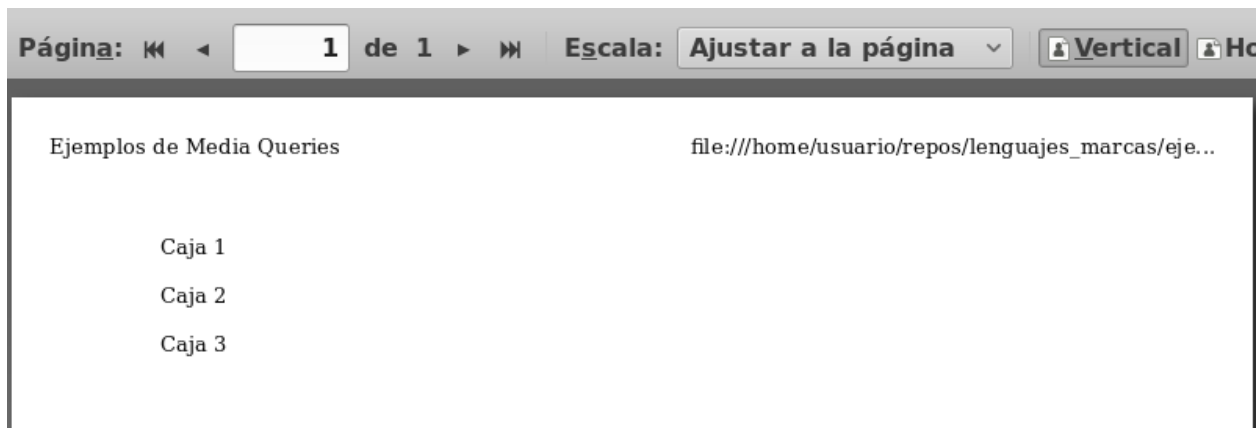 Página: 1 de 1 Escala: Ajustar a la página Vertical Ho
Ejemplos de Media Queries file:///home/usuario/repos/lenguajes_marcas/eje...
Caja 1
Caja 2
Caja 3